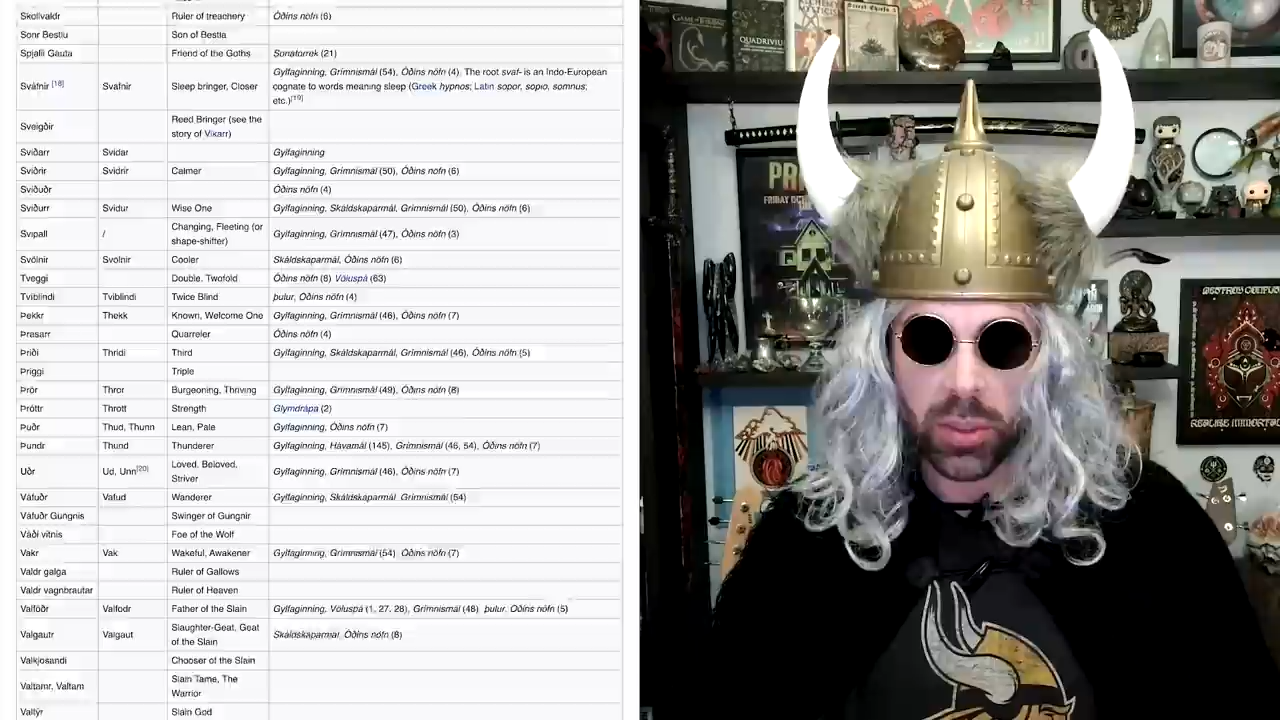 Skollvaldr Ruler of treachery Óðins nöfn (6)
Sonr Bestlu Son of Bestla
Spjalli Gauta Friend of the Goths Sonatorrek (21)
Gylfaginning, Grímnismál (54), Óðins nöfn (4). The root svaf- is an Indo-European
Sváfnir [18] Svafnir Sleep bringer, Closer cognate to words meaning sleep (Greek hypnos; Latin sopor, sopio, somnus;
etc.)[19]
Sveigðir Reed Bringer (see the
story of Vikarr)
Sviðarr Svidar Gylfaginning
Sviðrir Svidrir Calmer Gylfaginning, Grímnismál (50), Óðins nöfn (6)
Sviðuðr Óðins nöfn (4)
Sviðurr Svidur Wise One Gylfaginning, Skáldskaparmál, Grímnismál (50), Óðins nöfn (6)
Svipall / Changing, Fleeting (or
shape-shifter) Gylfaginning, Grímnismál (47), Óðins nöfn (3)
Svölnir Svolnir Cooler Skáldskaparmál, Óðins nöfn (6)
Tveggi Double, Twofold Óðins nöfn (8) Völuspá (63)
Tvíblindi Tviblindi Twice Blind þulur, Óðins nöfn (4)
Þekkr Thekk Known, Welcome One Gylfaginning, Grímnismál (46), Óðins nöfn (7)
Þrasarr Quarreler Óðins nöfn (4)
Þriði Thridi Third Gylfaginning, Skáldskaparmál, Grímnismál (46), Óðins nöfn (5)
Þriggi Triple
Þrór Thror Burgeoning, Thriving Gylfaginning, Grímnismál (49), Óðins nöfn (8)
Þróttr Thrott Strength Glymdrápa (2)
Þuðr Thud, Thunn Lean, Pale Gylfaginning, Óðins nöfn (7)
Þundr Thund Thunderer Gylfaginning, Hávamál (145), Grímnismál (46, 54), Óðins nöfn (7)
Uðr Ud, Unn[20] Loved, Beloved,
Striver Gylfaginning, Grímnismál (46), Óðins nöfn (7)
Váfuðr Vafud Wanderer Gylfaginning, Skáldskaparmál, Grímnismál (54)
Váfuðr Gungnis Swinger of Gungnir
Váði vitnis Foe of the Wolf
Vakr Vak Wakeful, Awakener Gylfaginning, Grímnismál (54), Óðins nöfn (7)
Valdr galga Ruler of Gallows
Valdr vagnbrautar Ruler of Heaven
Valföðr Valfodr Father of the Slain Gylfaginning, Völuspá (1, 27, 28), Grímnismál (48) þulur, Óðins nöfn (5)
Valgautr Valgaut Slaughter-Geat, Geat
of the Slain Skáldskaparmál, Óðins nöfn (8)
Valkjosandi Chooser of the Slain
Valtamr, Valtam Slain Tame, The
Warrior
Valtýr Slain God
GAME OF THRONES
QUADRIVIUM
ALCHEMY
PR
FRIDAY OC
DESTROY CONFUS
REALISE IMMORTAL